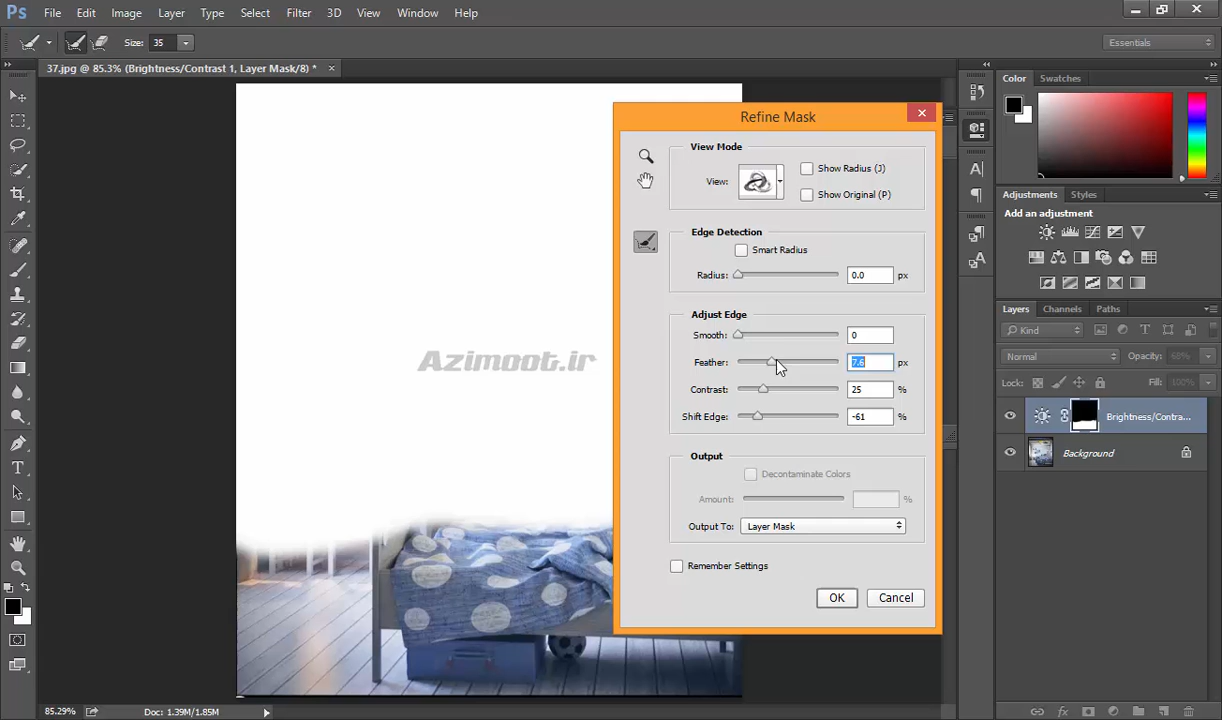 Ps File Edit Image Layer Type Select Filter 3D View Window Help
Size: 35
Essentials
37.jpg @ 85.3% (Brightness/Contrast 1, Layer Mask/8) *
Refine Mask
View Mode
View:
Show Radius (J)
Show Original (P)
Edge Detection
Smart Radius
Radius: 0.0 px
Adjust Edge
Smooth: 0
Feather: 7.6 px
Contrast: 25 %
Shift Edge: -61 %
Output
Decontaminate Colors
Amount: %
Output To: Layer Mask
Remember Settings
OK Cancel
Azimoot.ir
Color Swatches
Adjustments Styles
Add an adjustment
Layers Channels Paths
Kind
Normal Opacity: 68%
Lock: Fill: 100%
Brightness/Contra...
Background
85.29% Doc: 1.39M/1.85M